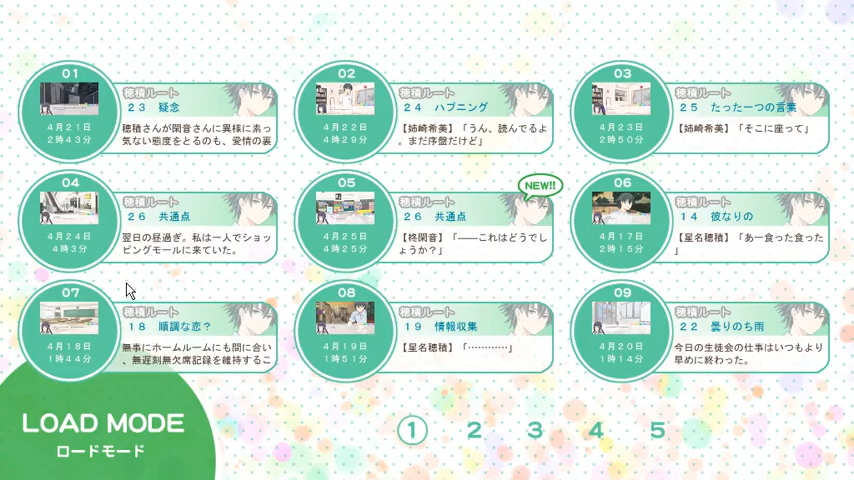 01
穂積ルート
23 疑念
4月21日
2時43分
穂積さんが閑音さんに異様に素っ
気ない態度をとるのも、愛情の裏
02
穂積ルート
24 ハプニング
4月22日
4時29分
【姉崎希美】「うん、読んでるよ
。まだ序盤だけど」
03
穂積ルート
25 たった一つの言葉
4月23日
2時50分
【姉崎希美】「そこに座って」
04
穂積ルート
26 共通点
4月24日
4時3分
翌日の昼過ぎ。私は一人でショッ
ピングモールに来ていた。
NEW!!
05
穂積ルート
26 共通点
4月25日
4時25分
【柊閑音】「――これはどうでし
ょうか？」
06
穂積ルート
14 彼なりの
4月17日
2時15分
【星名穂積】「あー食った食った
」
07
穂積ルート
18 順調な恋？
4月18日
1時44分
無事にホームルームにも間に合い
、無遅刻無欠席記録を維持するこ
08
穂積ルート
19 情報収集
4月19日
1時51分
【星名穂積】「…………」
09
穂積ルート
22 曇りのち雨
4月20日
1時14分
今日の生徒会の仕事はいつもより
早めに終わった。
LOAD MODE
ロードモード
1 2 3 4 5